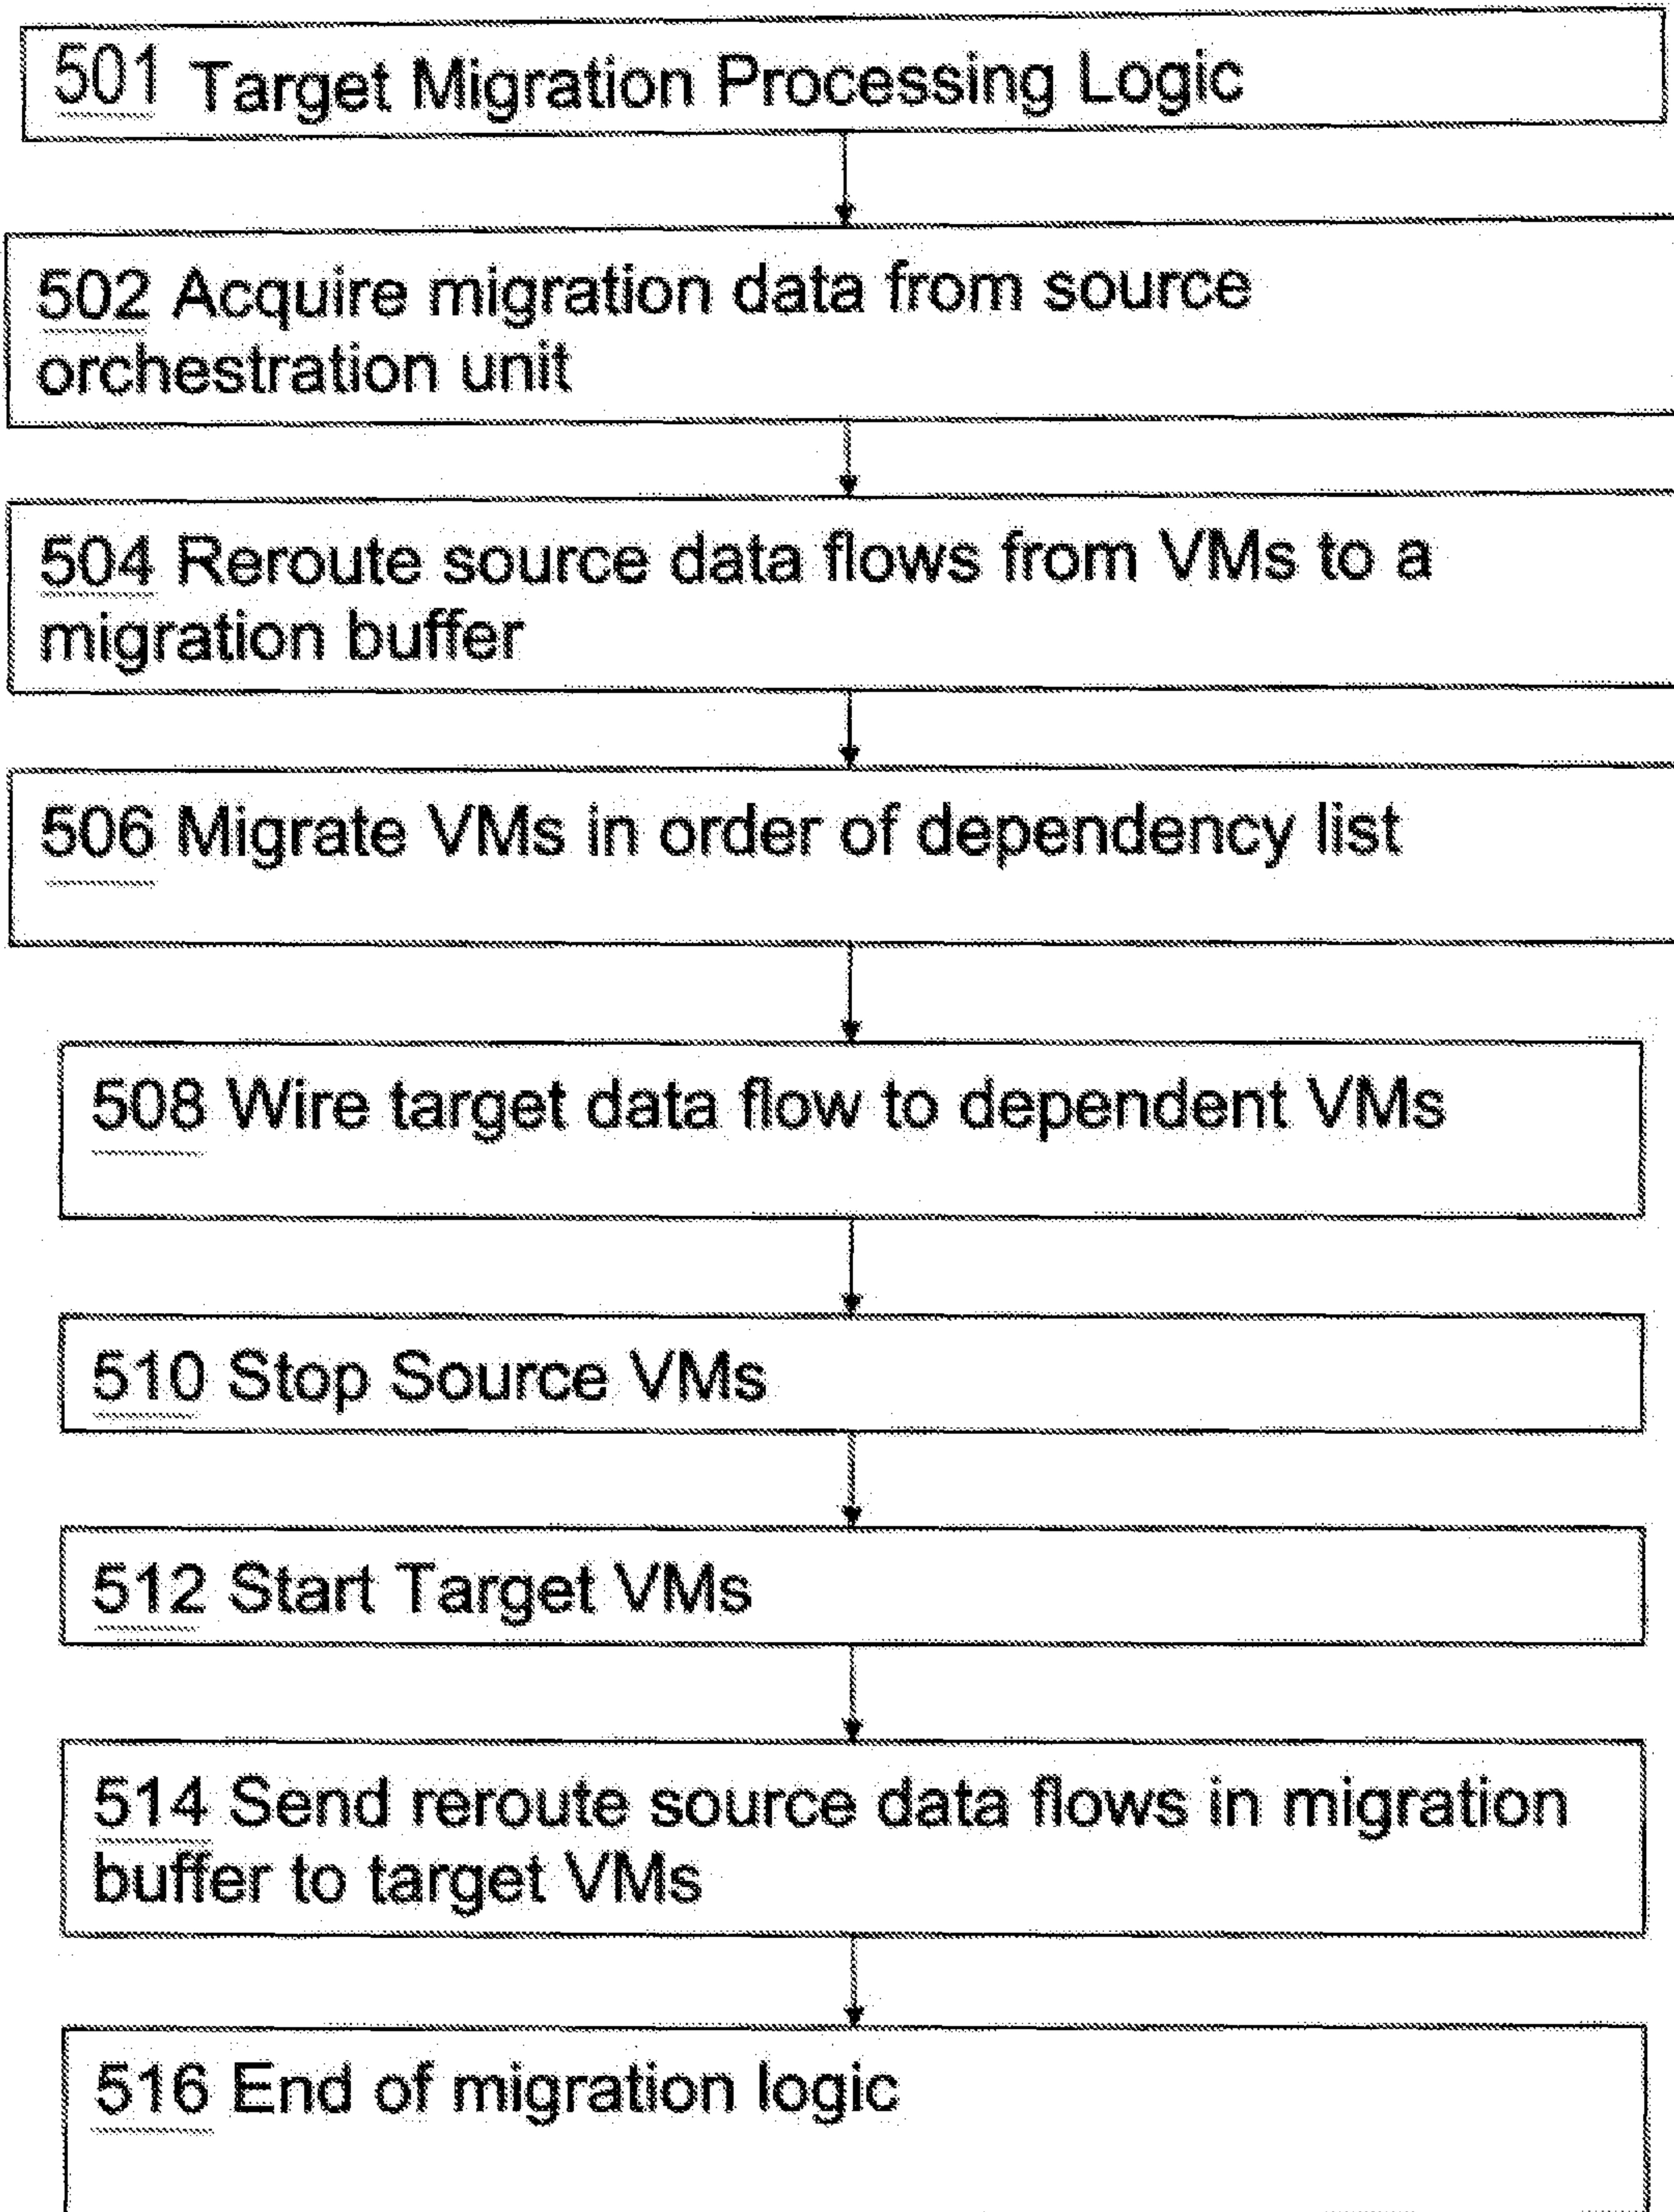 501 Target Migration Processing Logic
502 Acquire migration data from source
orchestration unit
504 Reroute source data flows from VMs to a
migration buffer
506 Migrate VMs in order of dependency list
508 Wire target data flow to dependent VMs
510 Stop Source VMs
512 Start Target VMs
514 Send reroute source data flows in migration
buffer to target VMs
516 End of migration logic